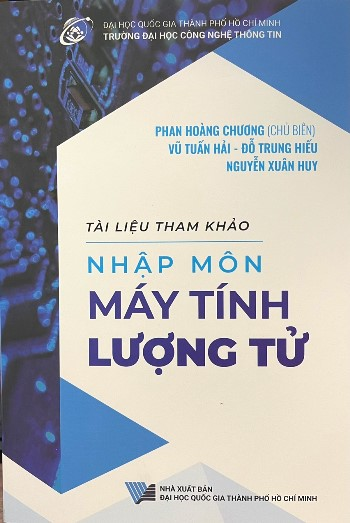 ĐẠI HỌC QUỐC GIA THÀNH PHỐ HỒ CHÍ MINH
TRƯỜNG ĐẠI HỌC CÔNG NGHỆ THÔNG TIN
PHAN HOÀNG CHƯƠNG (CHỦ BIÊN)
VŨ TUẤN HẢI - ĐỖ TRUNG HIẾU
NGUYỄN XUÂN HUY
TÀI LIỆU THAM KHẢO
NHẬP MÔN
MÁY TÍNH
LƯỢNG TỬ
NHÀ XUẤT BẢN
ĐẠI HỌC QUỐC GIA THÀNH PHỐ HỒ CHÍ MINH